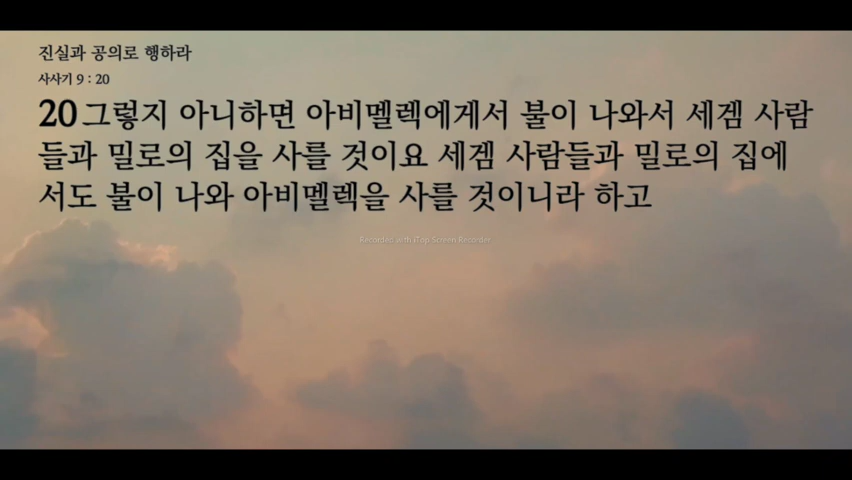 진실과 공의로 행하라
사사기 9 : 20
20 그렇지 아니하면 아비멜렉에게서 불이 나와서 세겜 사람
들과 밀로의 집을 사를 것이요 세겜 사람들과 밀로의 집에
서도 불이 나와 아비멜렉을 사를 것이니라 하고
Recorded with iTop Screen Recorder